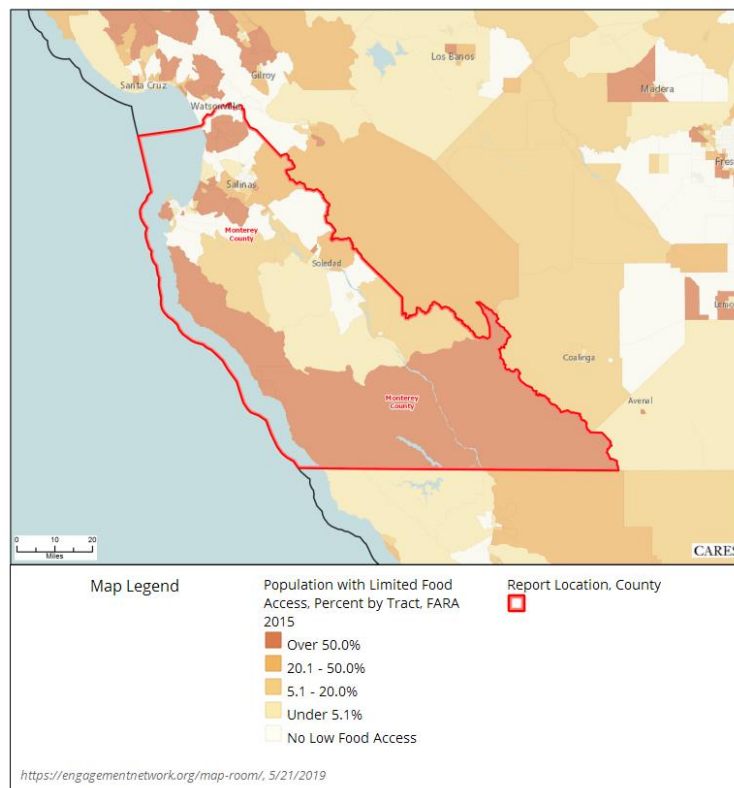 Santa Cruz
Gilroy
Los Banos
Watsonville
Madera
Salinas
Monterey
County
Soledad
Coalinga
Monterey
County
Avenal
0 10 20
Miles
CARES
Map Legend
Population with Limited Food
Access, Percent by Tract, FARA
2015
Over 50.0%
20.1 - 50.0%
5.1 - 20.0%
Under 5.1%
No Low Food Access
Report Location, County
https://engagementnetwork.org/map-room/, 5/21/2019